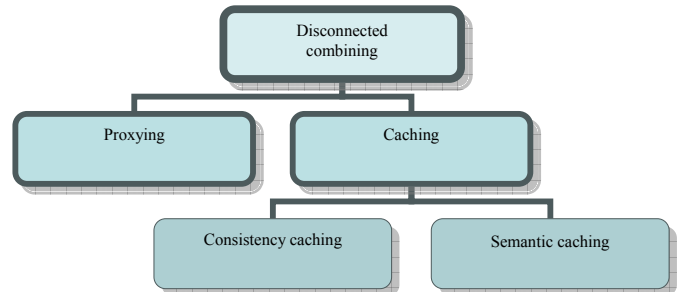 Disconnected
combining
Proxying
Caching
Consistency caching
Semantic caching